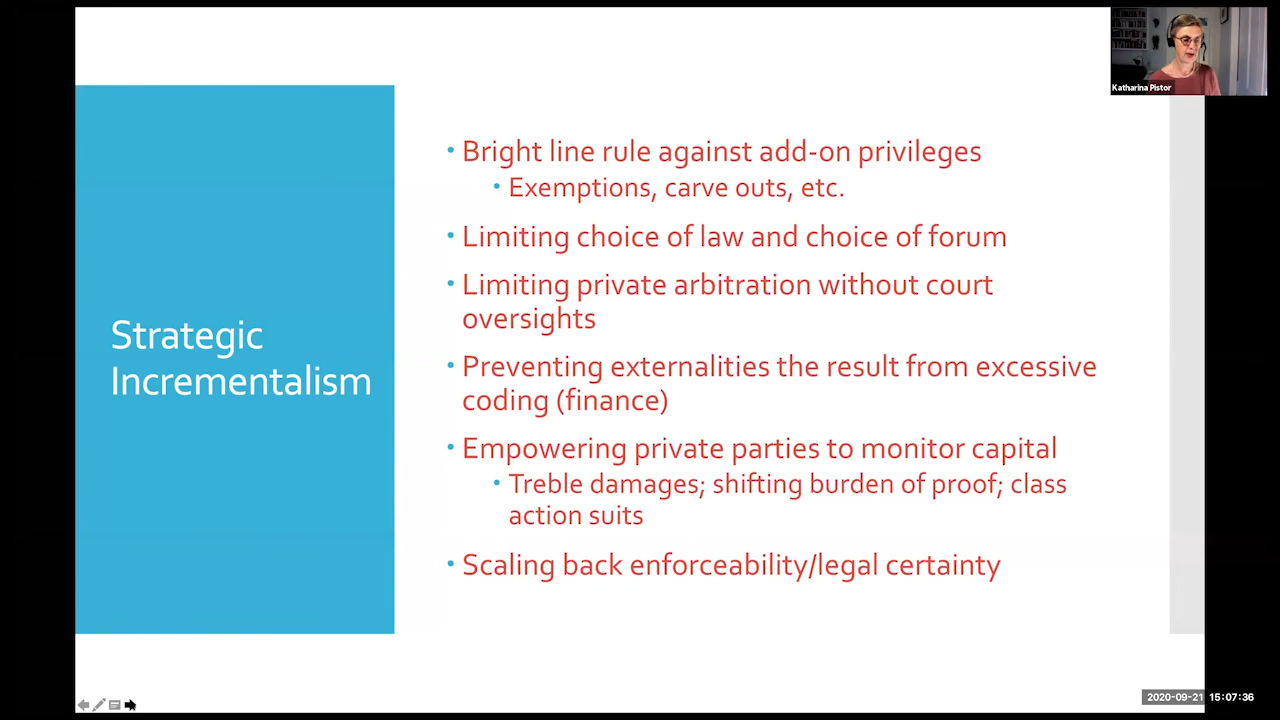 Katharina Pistor
Strategic
Incrementalism
• Bright line rule against add-on privileges
• Exemptions, carve outs, etc.
• Limiting choice of law and choice of forum
• Limiting private arbitration without court
oversights
• Preventing externalities the result from excessive
coding (finance)
• Empowering private parties to monitor capital
• Treble damages; shifting burden of proof; class
action suits
• Scaling back enforceability/legal certainty
2020-09-21 15:07:36